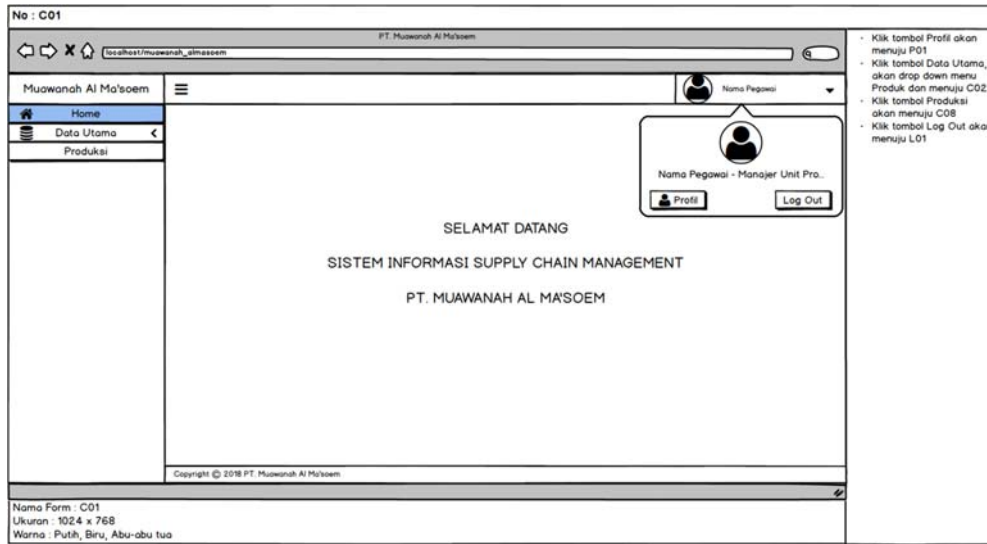 No : C01
PT. Muawanah Al Ma'soem
localhost/muawanah_almasoem
Muawanah Al Ma'soem
Nama Pegawai
Home
Data Utama
Produksi
Nama Pegawai - Manajer Unit Pro...
Profil
Log Out
SELAMAT DATANG
SISTEM INFORMASI SUPPLY CHAIN MANAGEMENT
PT. MUAWANAH AL MA'SOEM
Copyright © 2018 PT. Muawanah Al Ma'soem
- Klik tombol Profil akan
menuju P01
- Klik tombol Data Utama,
akan drop down menu
Produk dan menuju C02
- Klik tombol Produksi
akan menuju C08
- Klik tombol Log Out akan
menuju L01
Nama Form : C01
Ukuran : 1024 x 768
Warna : Putih, Biru, Abu-abu tua